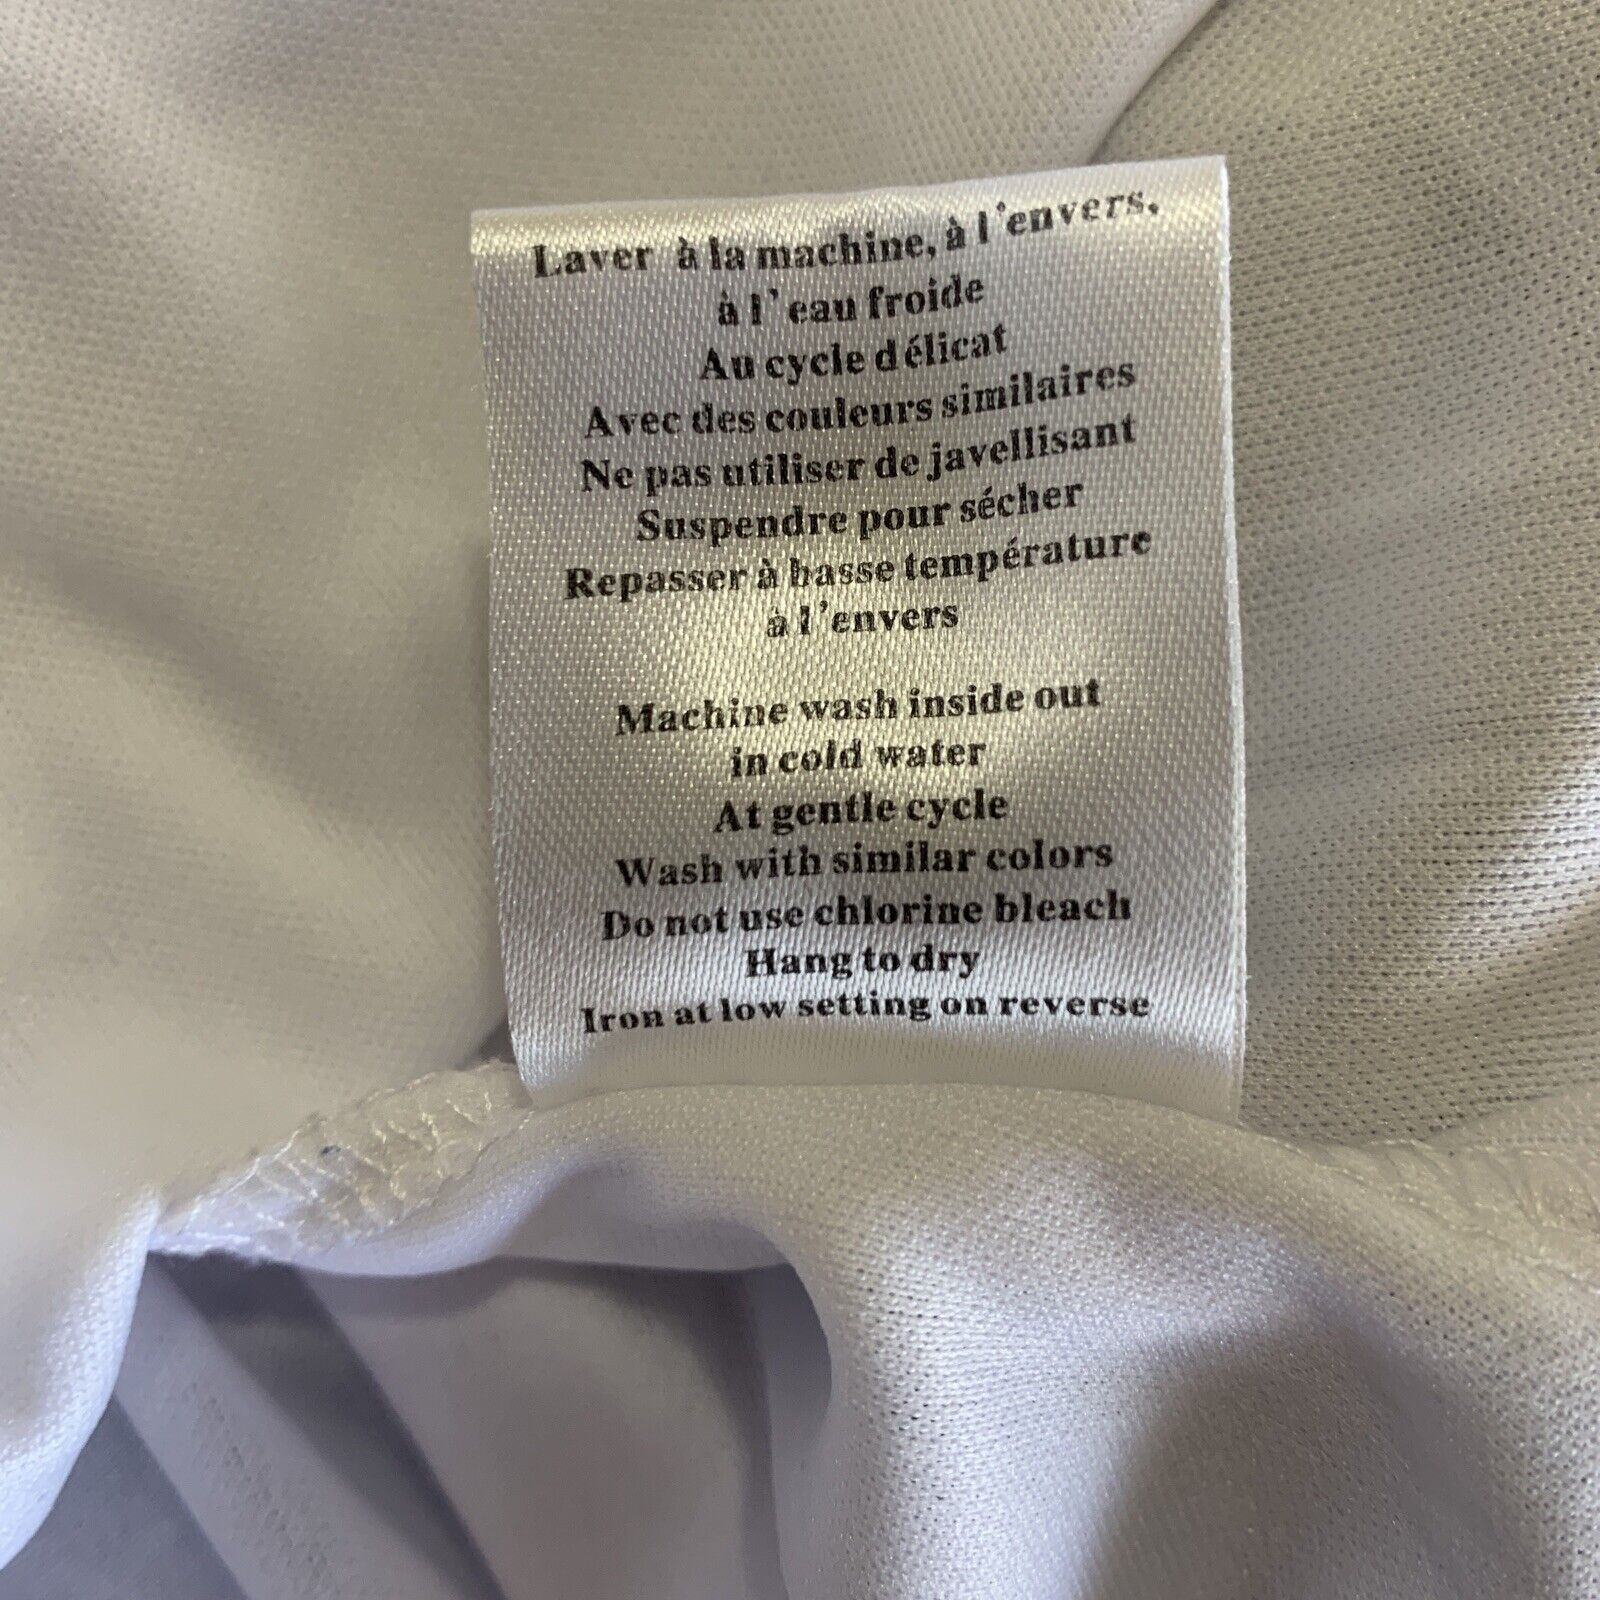 Laver à la machine, à l'envers,
à l' eau froide
Au cycle délicat
Avec des couleurs similaires
Ne pas utiliser de javellisant
Suspendre pour sécher
Repasser à basse température
à l'envers
Machine wash inside out
in cold water
At gentle cycle
Wash with similar colors
Do not use chlorine bleach
Hang to dry
Iron at low setting on reverse